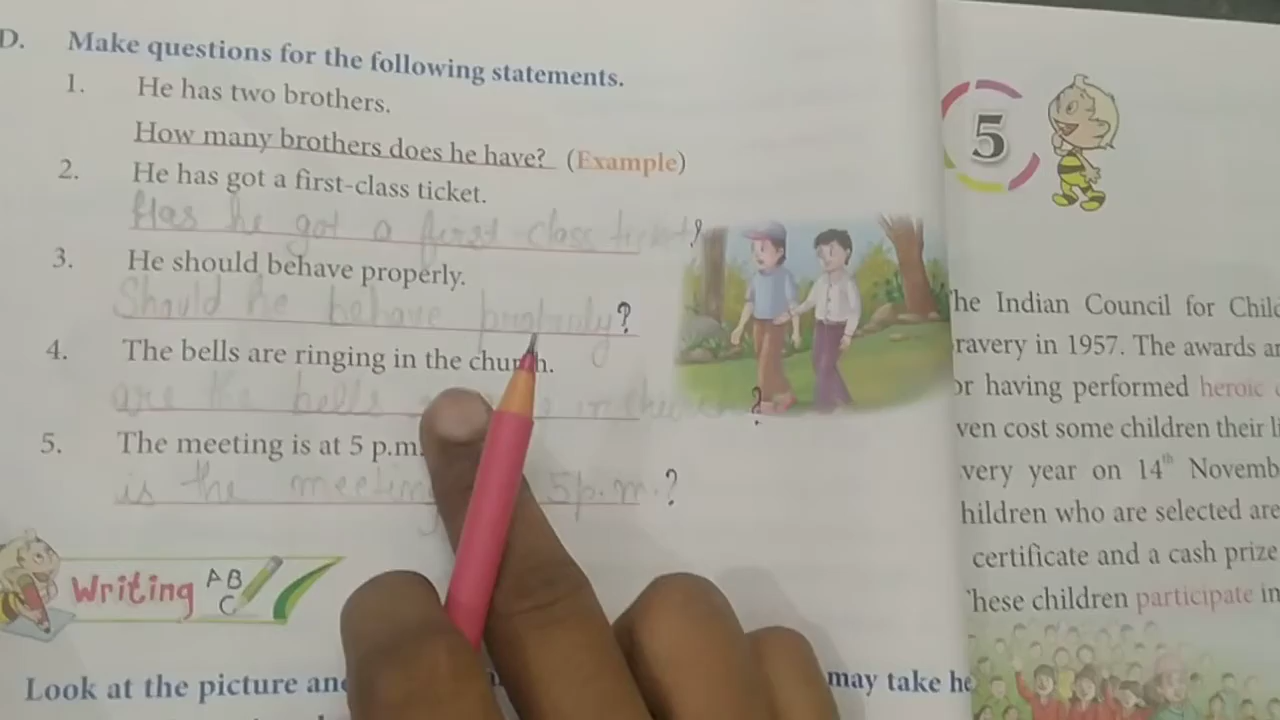 D. Make questions for the following statements.
1. He has two brothers.
How many brothers does he have? (Example)
2. He has got a first-class ticket.
Has he got a first-class ticket?
3. He should behave properly.
Should he behave ?
4. The bells are ringing in the church.
are the bells in the ?
5. The meeting is at 5 p.m.
is the meeting 5p.m.?
Writing ABC
Look at the picture an
may take he
5
The Indian Council for Chil
ravery in 1957. The awards ar
or having performed heroic
ven cost some children their li
very year on 14th Novemb
hildren who are selected are
certificate and a cash prize
hese children participate in